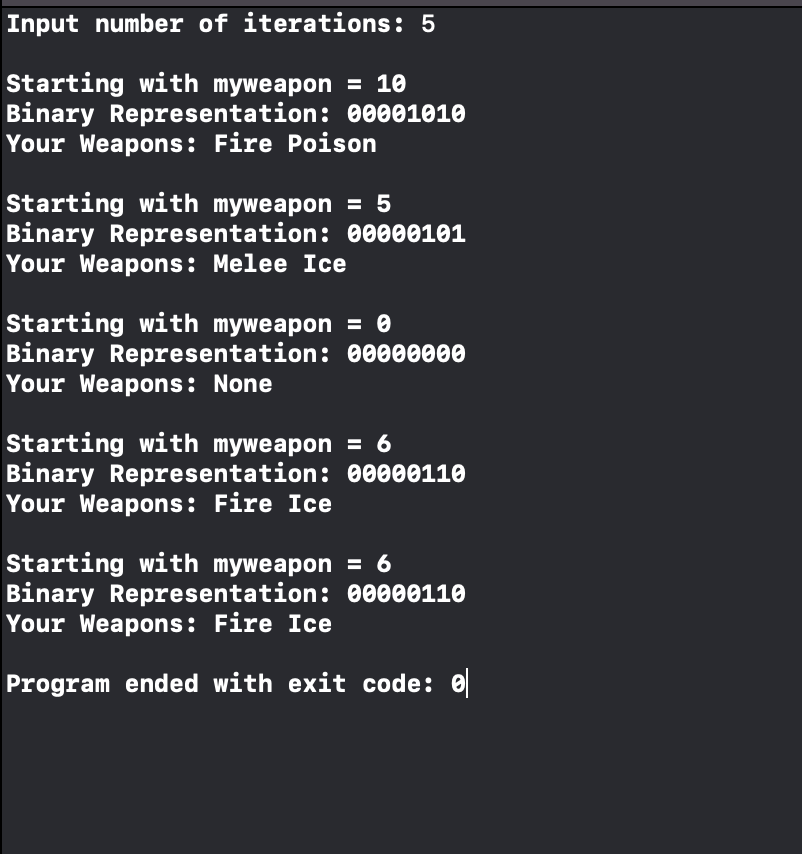 Input number of iterations: 5
Starting with myweapon = 10
Binary Representation: 00001010
Your Weapons: Fire Poison
Starting with myweapon = 5
Binary Representation: 00000101
Your Weapons: Melee Ice
Starting with myweapon = 0
Binary Representation: 00000000
Your Weapons: None
Starting with myweapon = 6
Binary Representation: 00000110
Your Weapons: Fire Ice
Starting with myweapon = 6
Binary Representation: 00000110
Your Weapons: Fire Ice
Program ended with exit code: 0